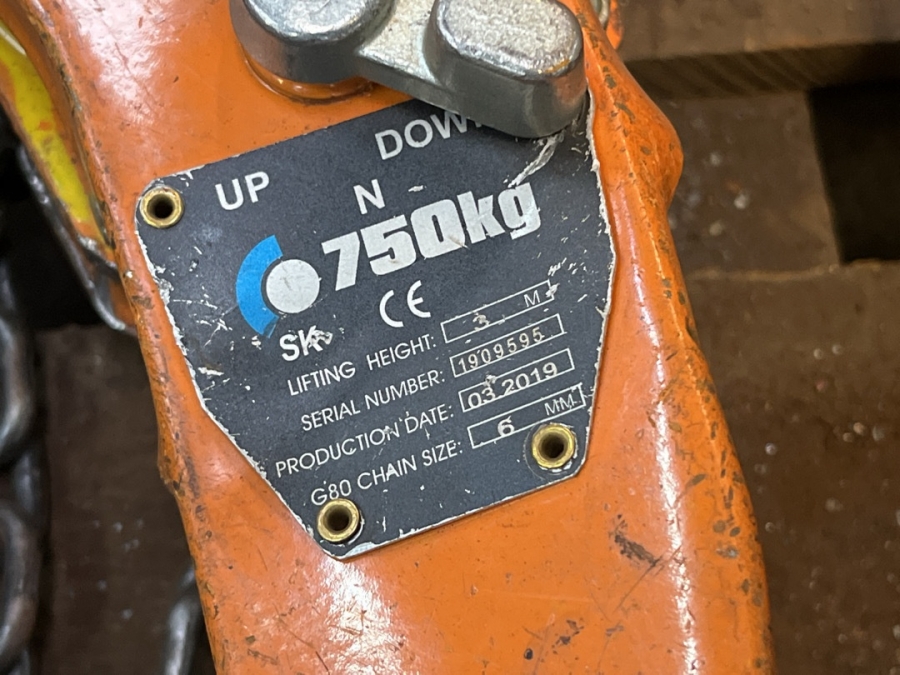 UP
N
750kg
CE
SK
LIFTING HEIGHT: 3 M
SERIAL NUMBER: 1909595
PRODUCTION DATE: 03.2019
G80 CHAIN SIZE: 6 MM